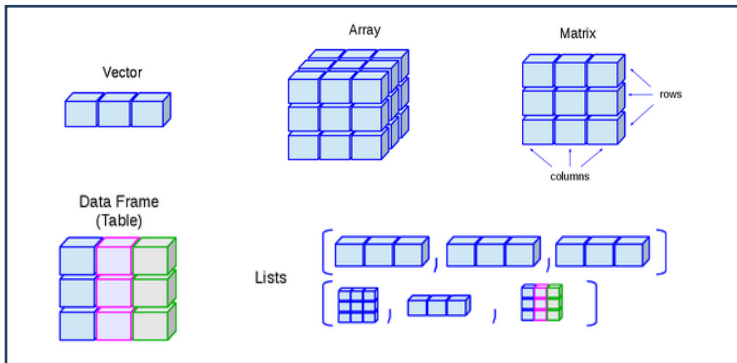 Vector
Array
Matrix
rows
columns
Data Frame
(Table)
Lists